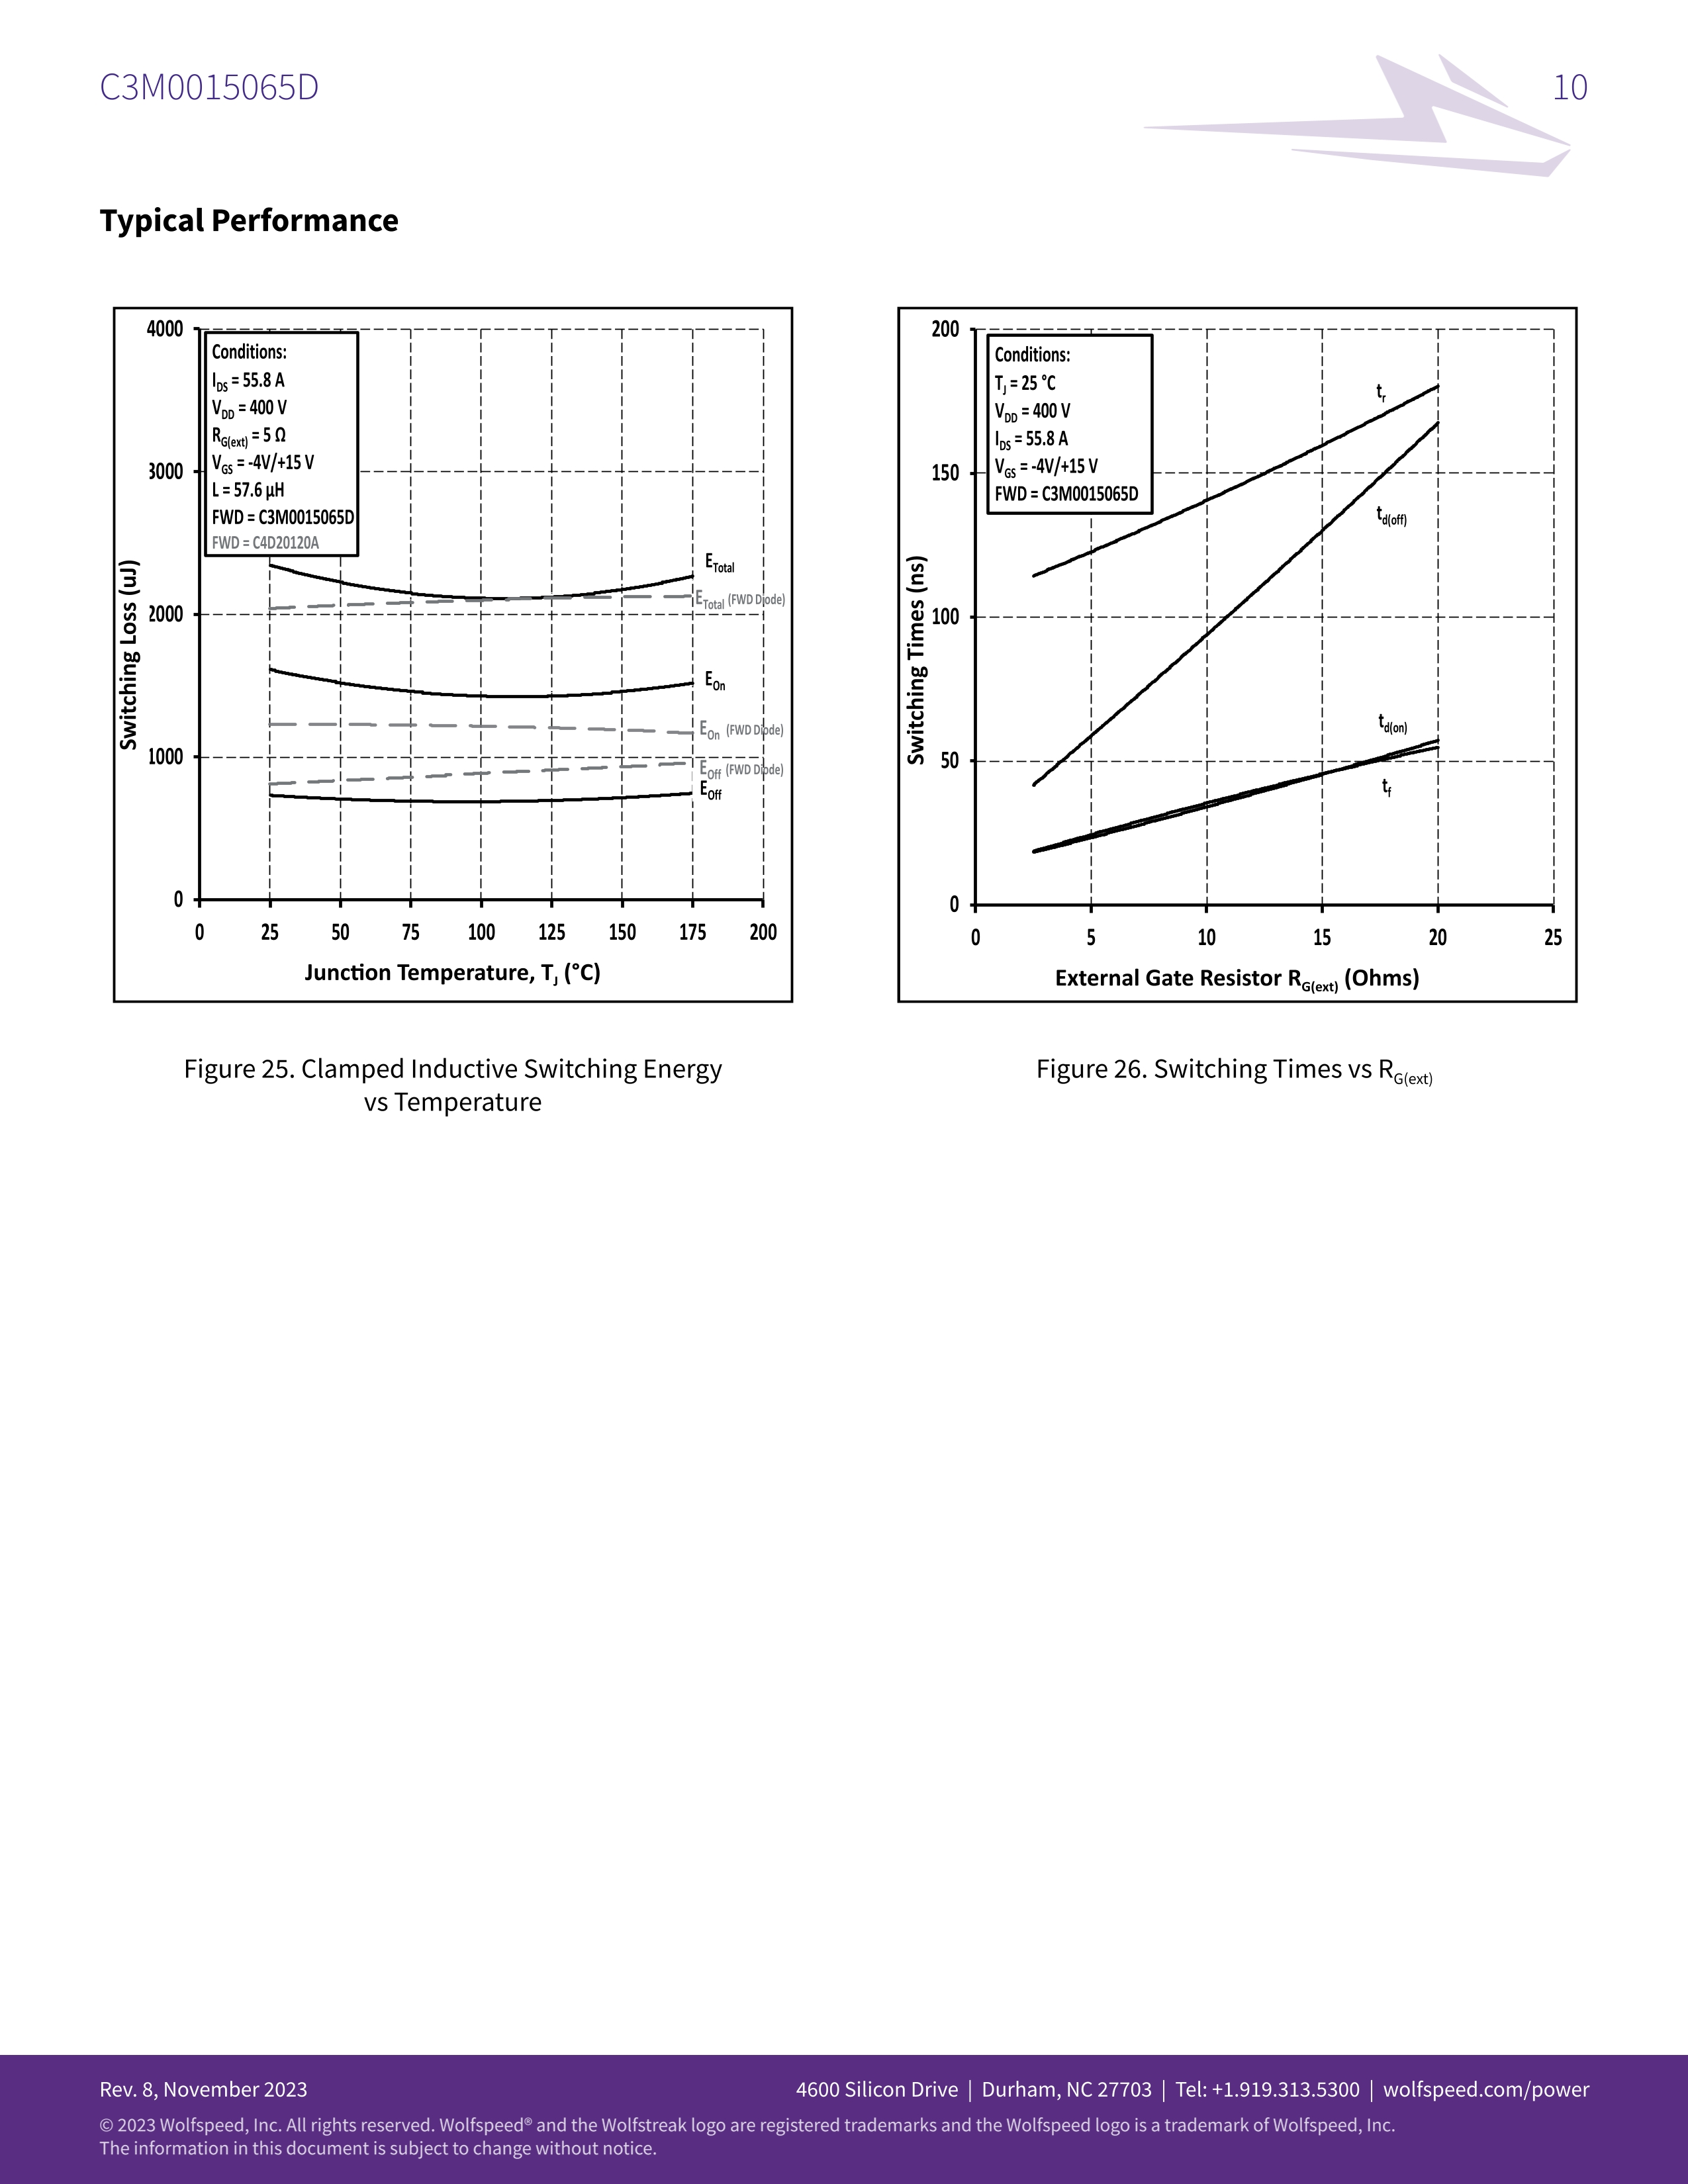 C3M0015065D
10
Typical Performance
4000
3000
2000
1000
0
0 25 50 75 100 125 150 175 200
Switching Loss (uJ)
Junction Temperature, TJ (°C)
Conditions:
IDS = 55.8 A
VDD = 400 V
RG(ext) = 5 Ω
VGS = -4V/+15 V
L = 57.6 μH
FWD = C3M0015065D
FWD = C4D20120A
ETotal
ETotal (FWD Diode)
EOn
EOn (FWD Diode)
EOff (FWD Diode)
EOff
Figure 25. Clamped Inductive Switching Energy
vs Temperature
200
150
100
50
0
0 5 10 15 20 25
Switching Times (ns)
External Gate Resistor RG(ext) (Ohms)
Conditions:
TJ = 25 °C
VDD = 400 V
IDS = 55.8 A
VGS = -4V/+15 V
FWD = C3M0015065D
tr
td(off)
td(on)
tf
Figure 26. Switching Times vs RG(ext)
Rev. 8, November 2023
4600 Silicon Drive | Durham, NC 27703 | Tel: +1.919.313.5300 | wolfspeed.com/power
© 2023 Wolfspeed, Inc. All rights reserved. Wolfspeed® and the Wolfstreak logo are registered trademarks and the Wolfspeed logo is a trademark of Wolfspeed, Inc.
The information in this document is subject to change without notice.